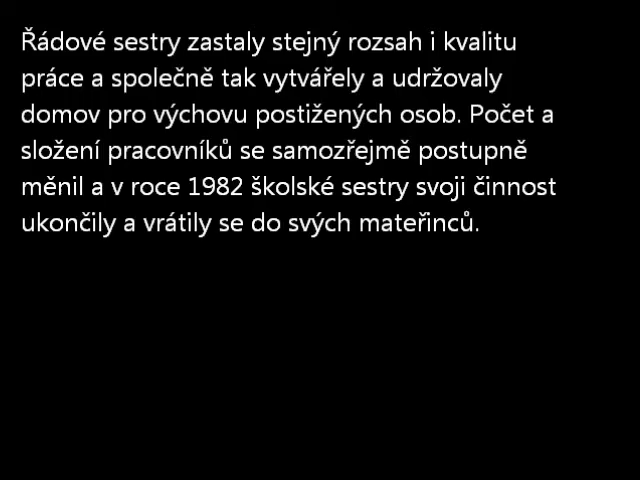 Řádové sestry zastaly stejný rozsah i kvalitu
práce a společně tak vytvářely a udržovaly
domov pro výchovu postižených osob. Počet a
složení pracovníků se samozřejmě postupně
měnil a v roce 1982 školské sestry svoji činnost
ukončily a vrátily se do svých mateřinců.